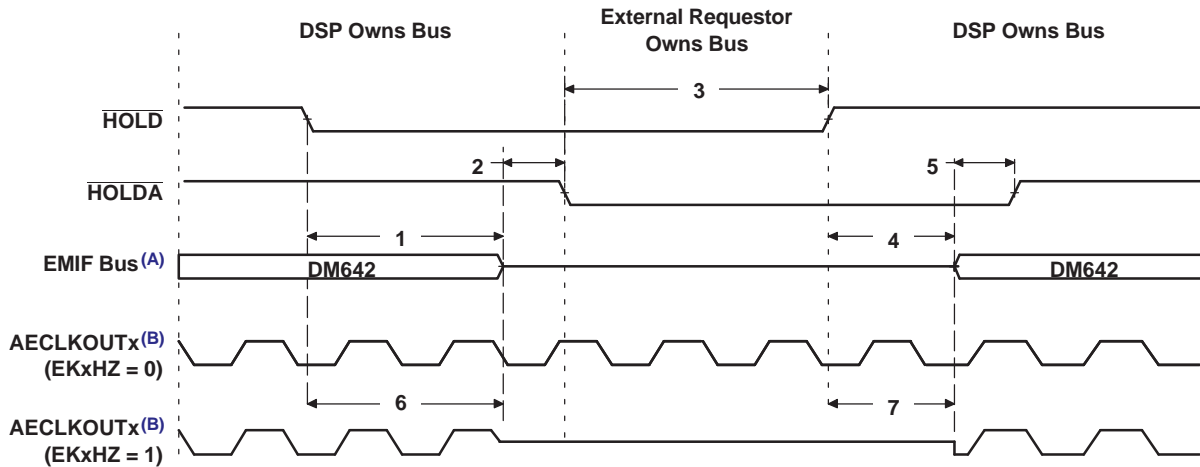 DSP Owns Bus
External Requestor
Owns Bus
DSP Owns Bus
3
HOLD
2
5
HOLDA
1
4
EMIF Bus(A)
DM642
DM642
AECLKOUTx(B)
(EKxHZ = 0)
6
7
AECLKOUTx(B)
(EKxHZ = 1)